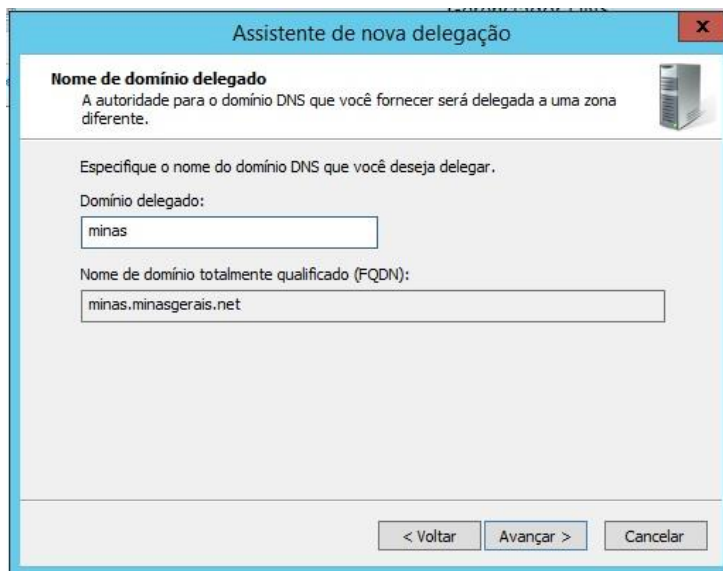 Assistente de nova delegação
X
Nome de domínio delegado
A autoridade para o domínio DNS que você fornecer será delegada a uma zona
diferente.
Especifique o nome do domínio DNS que você deseja delegar.
Domínio delegado:
minas
Nome de domínio totalmente qualificado (FQDN):
minas.minasgerais.net
< Voltar
Avançar >
Cancelar